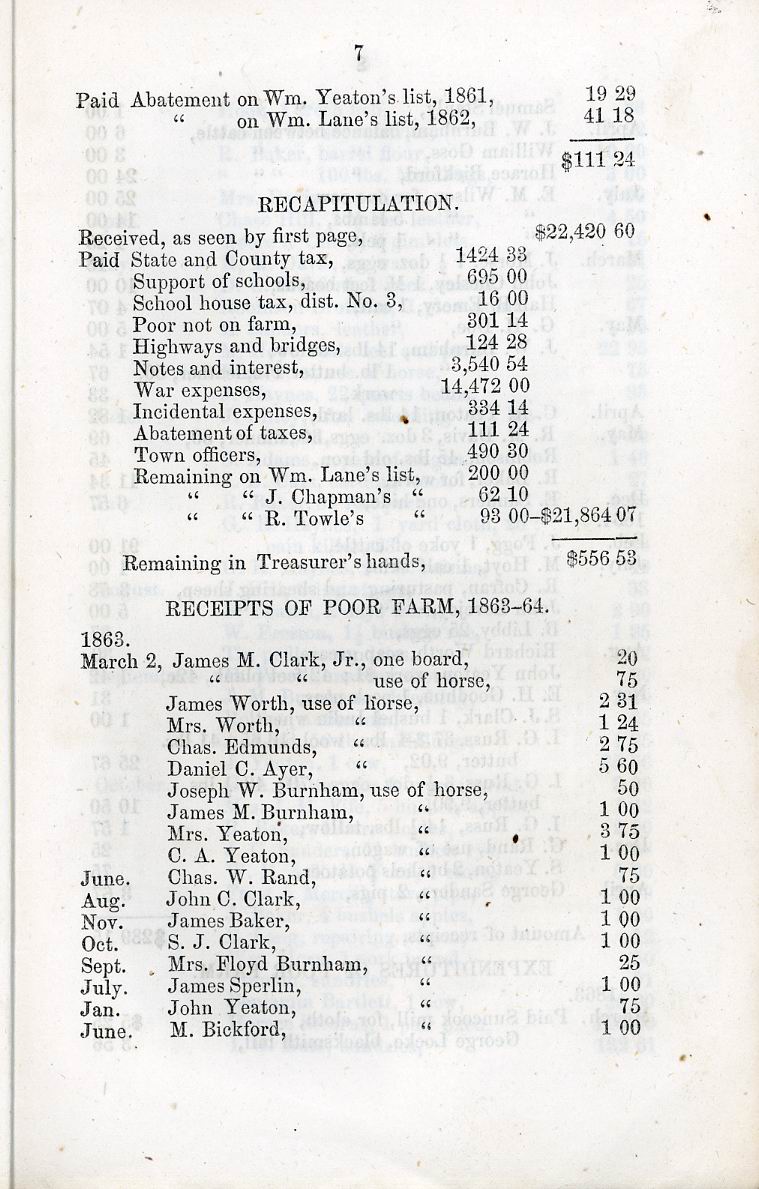 7
Paid Abatement on Wm. Yeaton's list, 1861, 19 29
“ on Wm. Lane's list, 1862, 41 18
$111 24
RECAPITULATION.
Received, as seen by first page, $22,420 60
Paid State and County tax, 1424 33
Support of schools, 695 00
School house tax, dist. No. 3, 16 00
Poor not on farm, 301 14
Highways and bridges, 124 28
Notes and interest, 3,540 54
War expenses, 14,472 00
Incidental expenses, 334 14
Abatement of taxes, 111 24
Town officers, 490 30
Remaining on Wm. Lane's list, 200 00
“ “ J. Chapman's “ 62 10
“ “ R. Towle's “ 93 00–$21,864 07
Remaining in Treasurer's hands, $556 53
RECEIPTS OF POOR FARM, 1863–64.
1863.
March 2, James M. Clark, Jr., one board, 20
“ “ use of horse, 75
James Worth, use of horse, 2 31
Mrs. Worth, “ 1 24
Chas. Edmunds, “ 2 75
Daniel C. Ayer, “ 5 60
Joseph W. Burnham, use of horse, 50
James M. Burnham, “ 1 00
Mrs. Yeaton, “ 3 75
C. A. Yeaton, “ 1 00
June. Chas. W. Rand, “ 75
Aug. John C. Clark, “ 1 00
Nov. James Baker, “ 1 00
Oct. S. J. Clark, “ 1 00
Sept. Mrs. Floyd Burnham, “ 25
July. James Sperlin, “ 1 00
Jan. John Yeaton, “ 75
June. M. Bickford, “ 1 00